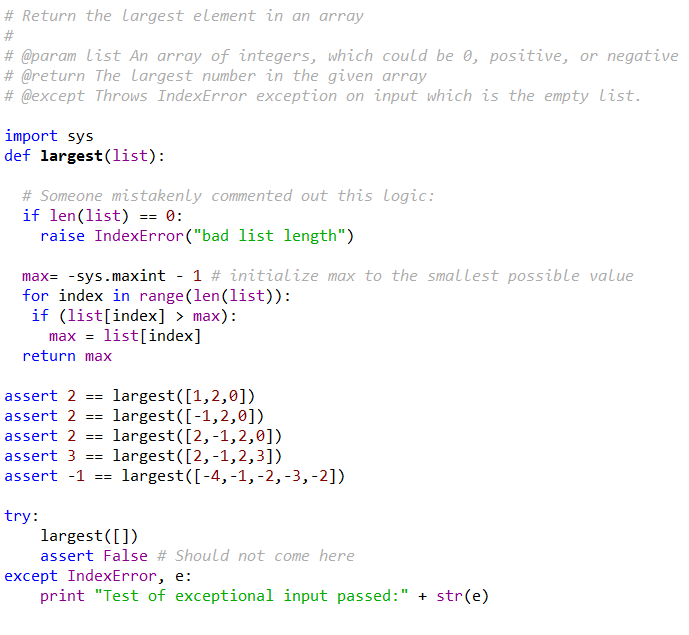 # Return the largest element in an array
#
# @param list An array of integers, which could be 0, positive, or negative
# @return The largest number in the given array
# @except Throws IndexError exception on input which is the empty list.

import sys
def largest(list):

  # Someone mistakenly commented out this logic:
  if len(list) == 0:
    raise IndexError("bad list length")

  max= -sys.maxint - 1 # initialize max to the smallest possible value
  for index in range(len(list)):
   if (list[index] > max):
     max = list[index]
  return max

assert 2 == largest([1,2,0])
assert 2 == largest([-1,2,0])
assert 2 == largest([2,-1,2,0])
assert 3 == largest([2,-1,2,3])
assert -1 == largest([-4,-1,-2,-3,-2])

try:
    largest([])
    assert False # Should not come here
except IndexError, e:
    print "Test of exceptional input passed:" + str(e)